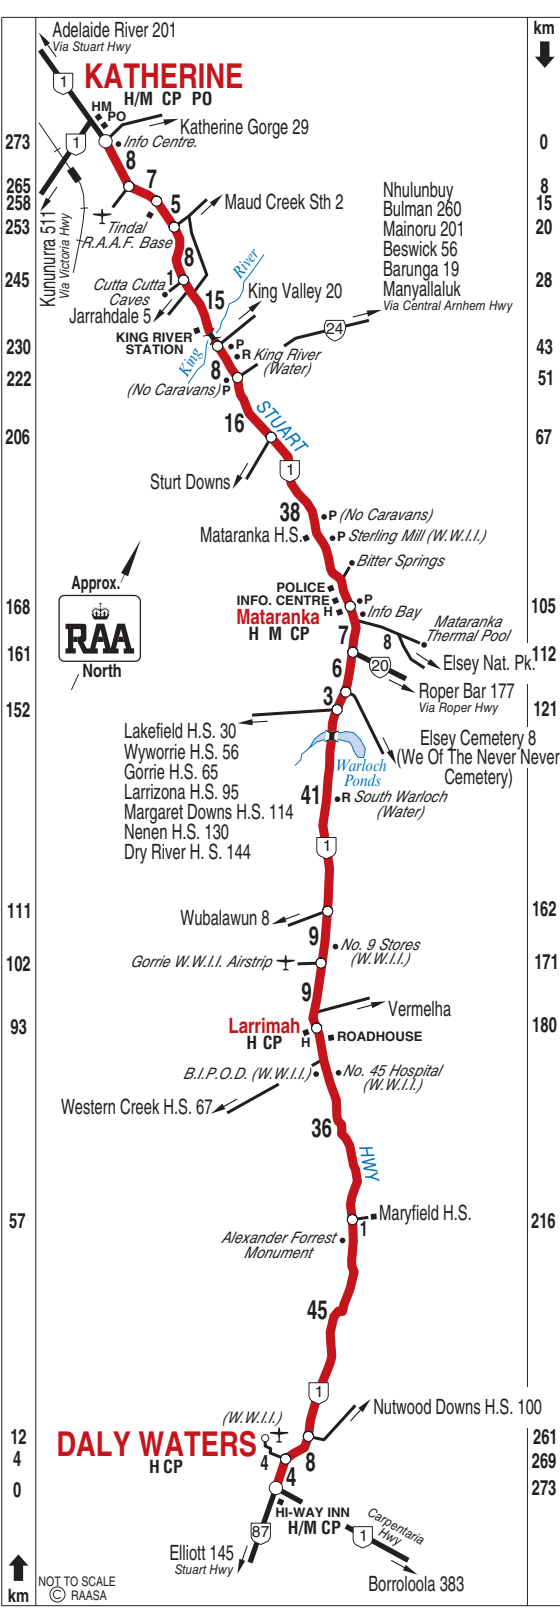 km
Adelaide River 201
Via Stuart Hwy
1
KATHERINE
H/M CP PO
HM
PO
Katherine Gorge 29
1
Info Centre.
273
0
8
7
265
8
258
15
5
Maud Creek Sth 2
253
20
Tindal
R.A.A.F. Base
Kununurra 511
Via Victoria Hwy
Nhulunbuy
Bulman 260
Mainoru 201
Beswick 56
Barunga 19
Manyallaluk
Via Central Arnhem Hwy
8
245
28
1
Cutta Cutta
Caves
15
River
King Valley 20
Jarrahdale 5
24
KING RIVER
STATION
King
230
43
P
R King River
(Water)
222
51
8
(No Caravans)
P
16
STUART
206
67
1
Sturt Downs
38
P (No Caravans)
Mataranka H.S.
P Sterling Mill (W.W.I.I.)
Bitter Springs
Approx.
RAA
North
POLICE
INFO. CENTRE
P
168
105
H
Info Bay
Mataranka
H M CP
Mataranka
Thermal Pool
7
8
161
112
Elsey Nat. Pk.
6
20
Roper Bar 177
Via Roper Hwy
152
121
3
Elsey Cemetery 8
(We Of The Never Never
Cemetery)
Lakefield H.S. 30
Wyworrie H.S. 56
Gorrie H.S. 65
Larrizona H.S. 95
Margaret Downs H.S. 114
Nenen H.S. 130
Dry River H. S. 144
Warloch
Ponds
41
R South Warloch
(Water)
1
111
162
Wubalawun 8
9
No. 9 Stores
(W.W.I.I.)
102
171
Gorrie W.W.I.I. Airstrip
9
Vermelha
93
180
Larrimah
H CP
H
ROADHOUSE
B.I.P.O.D. (W.W.I.I.)
No. 45 Hospital
(W.W.I.I.)
Western Creek H.S. 67
36
HWY
57
216
Maryfield H.S.
1
Alexander Forrest
Monument
45
1
Nutwood Downs H.S. 100
(W.W.I.I.)
12
261
DALY WATERS
H CP
4
269
4
8
4
0
273
HI-WAY INN
H/M CP
87
1
Carpentaria
Hwy
Elliott 145
Stuart Hwy
Borroloola 383
km
NOT TO SCALE
© RAASA